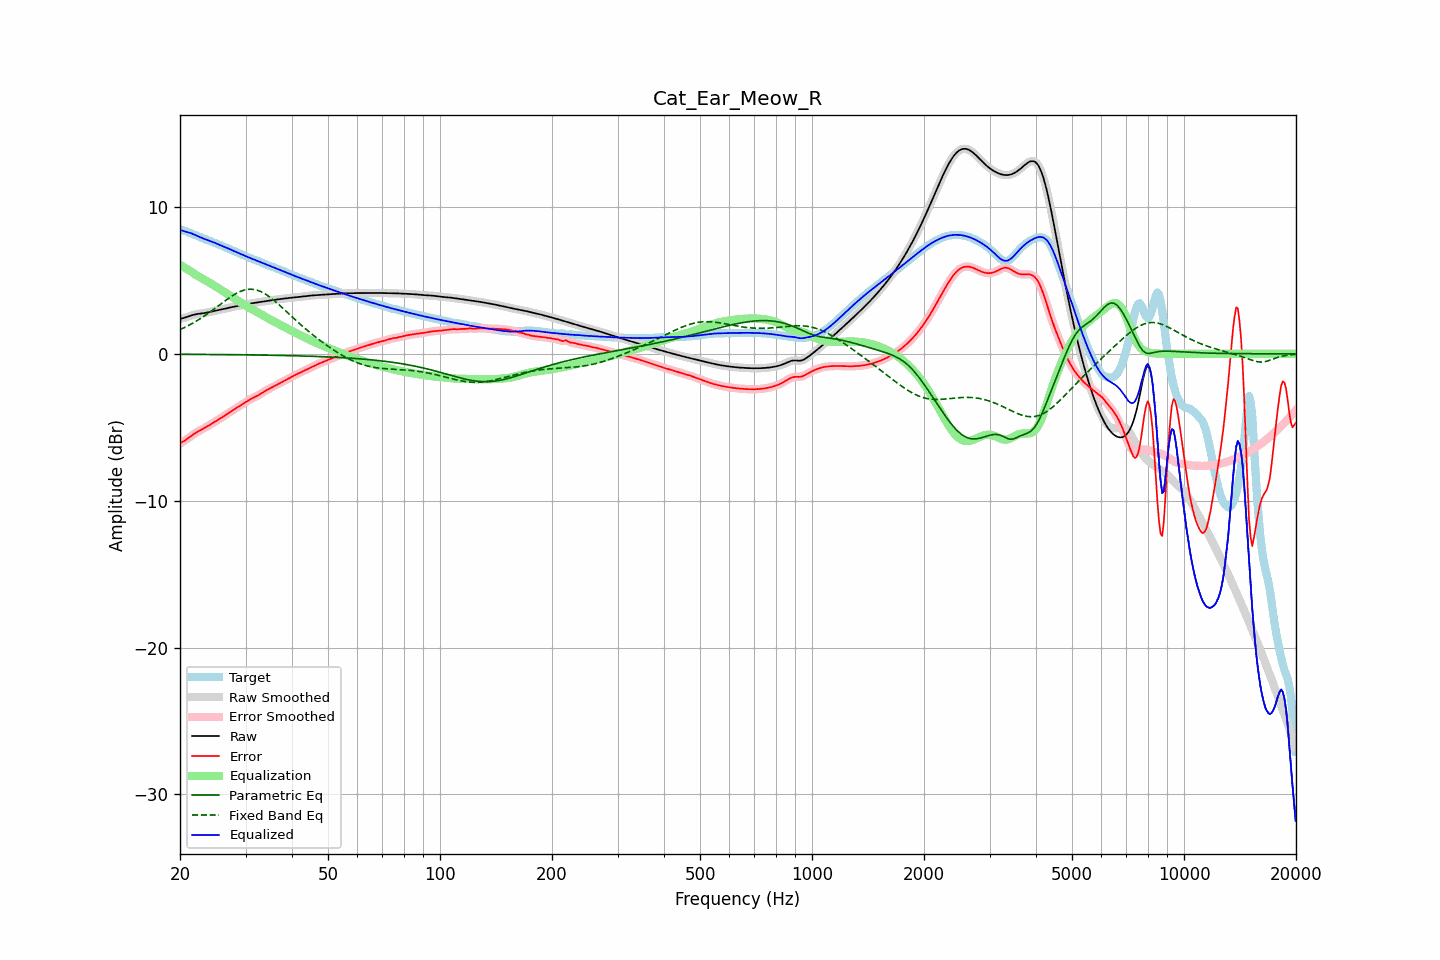 Cat_Ear_Meow_R
Amplitude (dBr)
10
0
−10
−20
−30
Target
Raw Smoothed
Error Smoothed
Raw
Error
Equalization
Parametric Eq
Fixed Band Eq
Equalized
20 50 100 200 500 1000 2000 5000 10000 20000
Frequency (Hz)